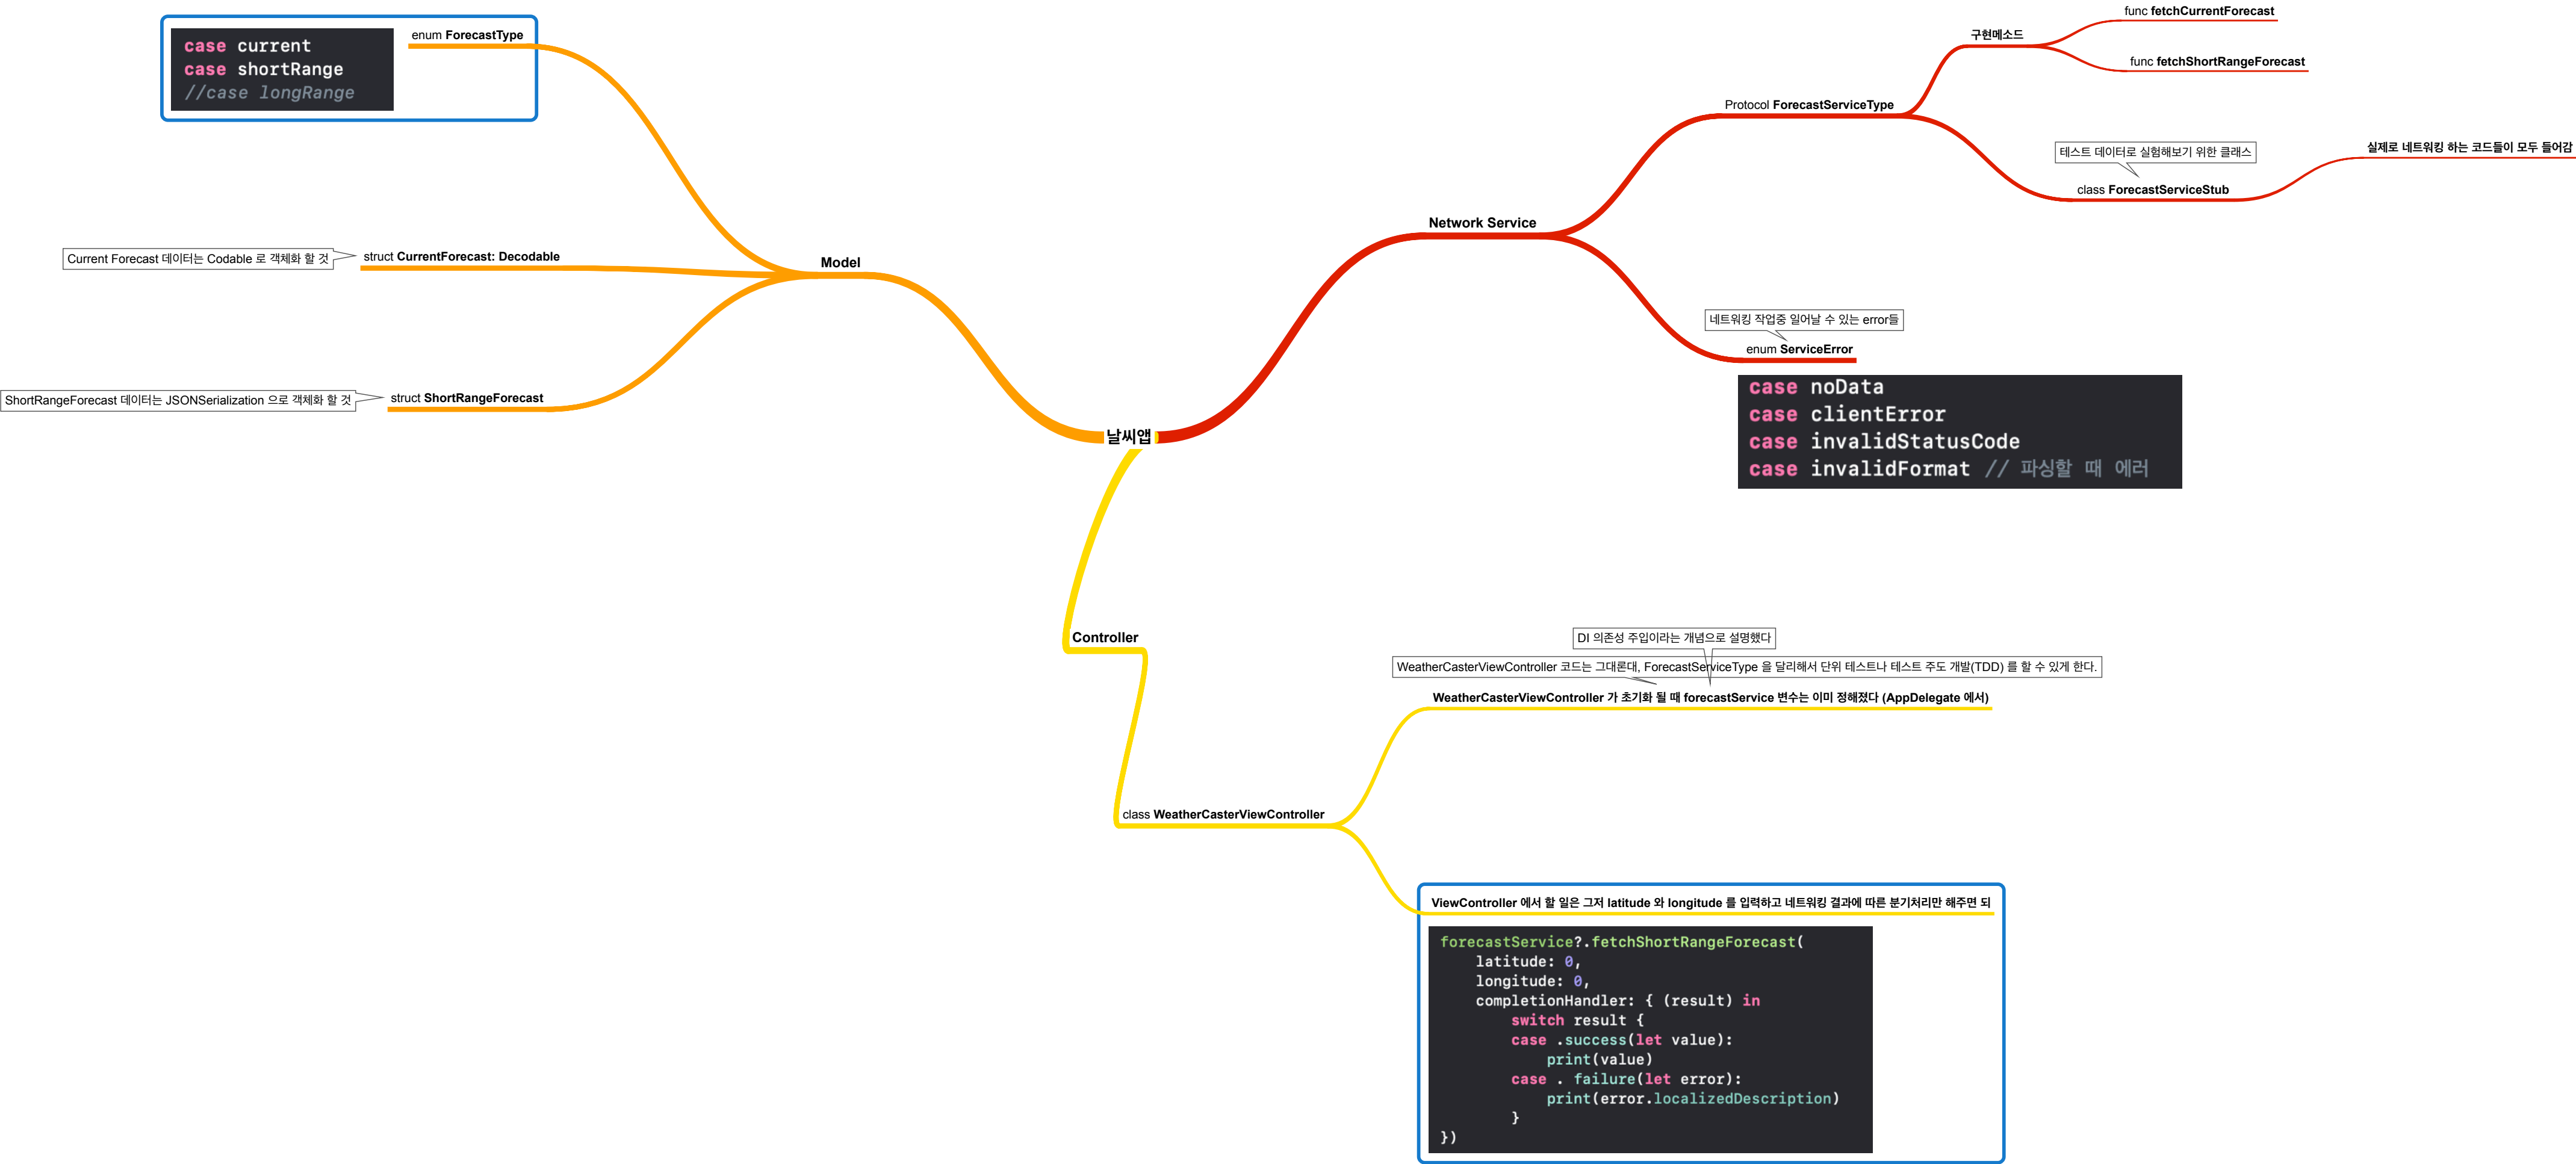 case current
case shortRange
//case longRange
enum ForecastType
Current Forecast 데이터는 Codable 로 객체화 할 것
struct CurrentForecast: Decodable
Model
ShortRangeForecast 데이터는 JSONSerialization 으로 객체화 할 것
struct ShortRangeForecast
날씨앱
Network Service
Protocol ForecastServiceType
구현메소드
func fetchCurrentForecast
func fetchShortRangeForecast
테스트 데이터로 실험해보기 위한 클래스
class ForecastServiceStub
실제로 네트워킹 하는 코드들이 모두 들어감
네트워킹 작업중 일어날 수 있는 error들
enum ServiceError
case noData
case clientError
case invalidStatusCode
case invalidFormat // 파싱할 때 에러
Controller
class WeatherCasterViewController
DI 의존성 주입이라는 개념으로 설명했다
WeatherCasterViewController 코드는 그대론대, ForecastServiceType 을 달리해서 단위 테스트나 테스트 주도 개발(TDD) 를 할 수 있게 한다.
WeatherCasterViewController 가 초기화 될 때 forecastService 변수는 이미 정해졌다 (AppDelegate 에서)
ViewController 에서 할 일은 그저 latitude 와 longitude 를 입력하고 네트워킹 결과에 따른 분기처리만 해주면 되
forecastService?.fetchShortRangeForecast(
latitude: 0,
longitude: 0,
completionHandler: { (result) in
switch result {
case .success(let value):
print(value)
case . failure(let error):
print(error.localizedDescription)
}
})